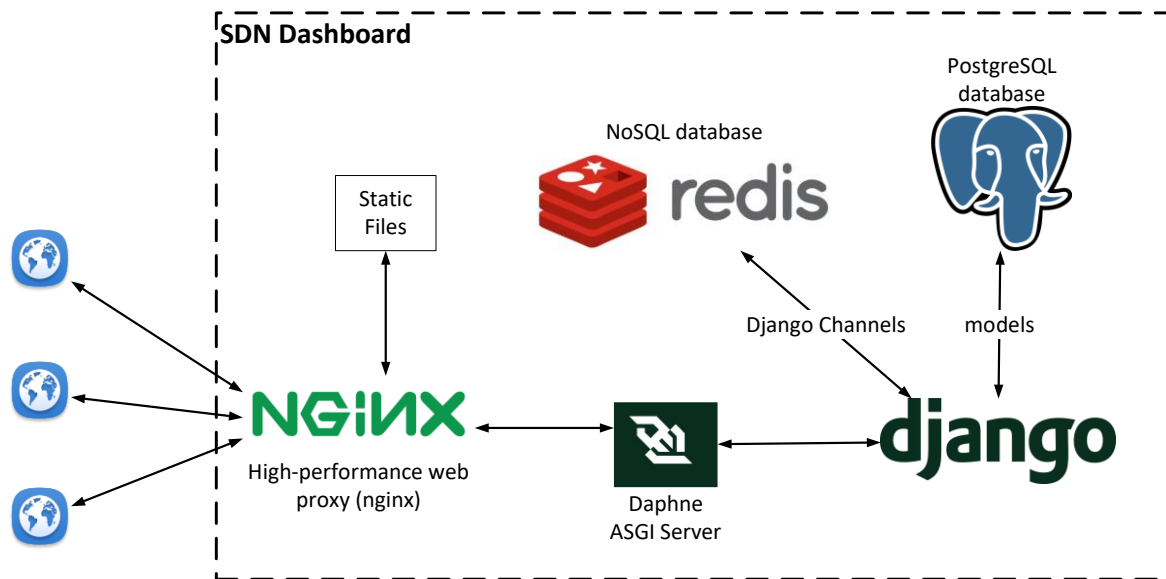 SDN Dashboard
PostgreSQL
database
NoSQL database
redis
Static
Files
Django Channels
models
NGiNX
django
High-performance web
proxy (nginx)
Daphne
ASGI Server